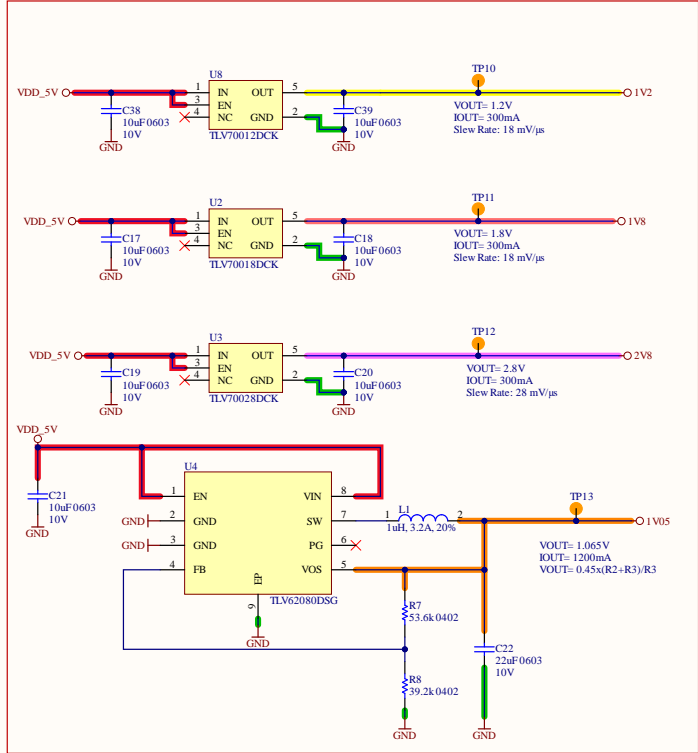 TP10
U8
VDD_5V
1
IN
OUT
5
1V2
3
EN
C38
10uF0603
10V
4
NC
GND
2
C39
10uF0603
10V
VOUT= 1.2V
IOUT= 300mA
Slew Rate: 18 mV/µs
TLV70012DCK
GND
GND
TP11
U2
VDD_5V
1
IN
OUT
5
1V8
3
EN
C17
10uF0603
10V
4
NC
GND
2
C18
10uF0603
10V
VOUT= 1.8V
IOUT= 300mA
Slew Rate: 18 mV/µs
TLV70018DCK
GND
GND
TP12
U3
VDD_5V
1
IN
OUT
5
2V8
3
EN
C19
10uF0603
10V
4
NC
GND
2
C20
10uF0603
10V
VOUT= 2.8V
IOUT= 300mA
Slew Rate: 28 mV/µs
TLV70028DCK
GND
GND
VDD_5V
U4
C21
10uF0603
10V
GND
1
EN
VIN
8
GND
2
GND
SW
7
GND
3
GND
PG
6
4
FB
VOS
5
EP
9
TLV62080DSG
GND
1
L1
2
1uH, 3.2A, 20%
TP13
1V05
VOUT= 1.065V
IOUT= 1200mA
VOUT= 0.45x(R2+R3)/R3
R7
53.6k0402
C22
22uF0603
10V
R8
39.2k0402
GND
GND